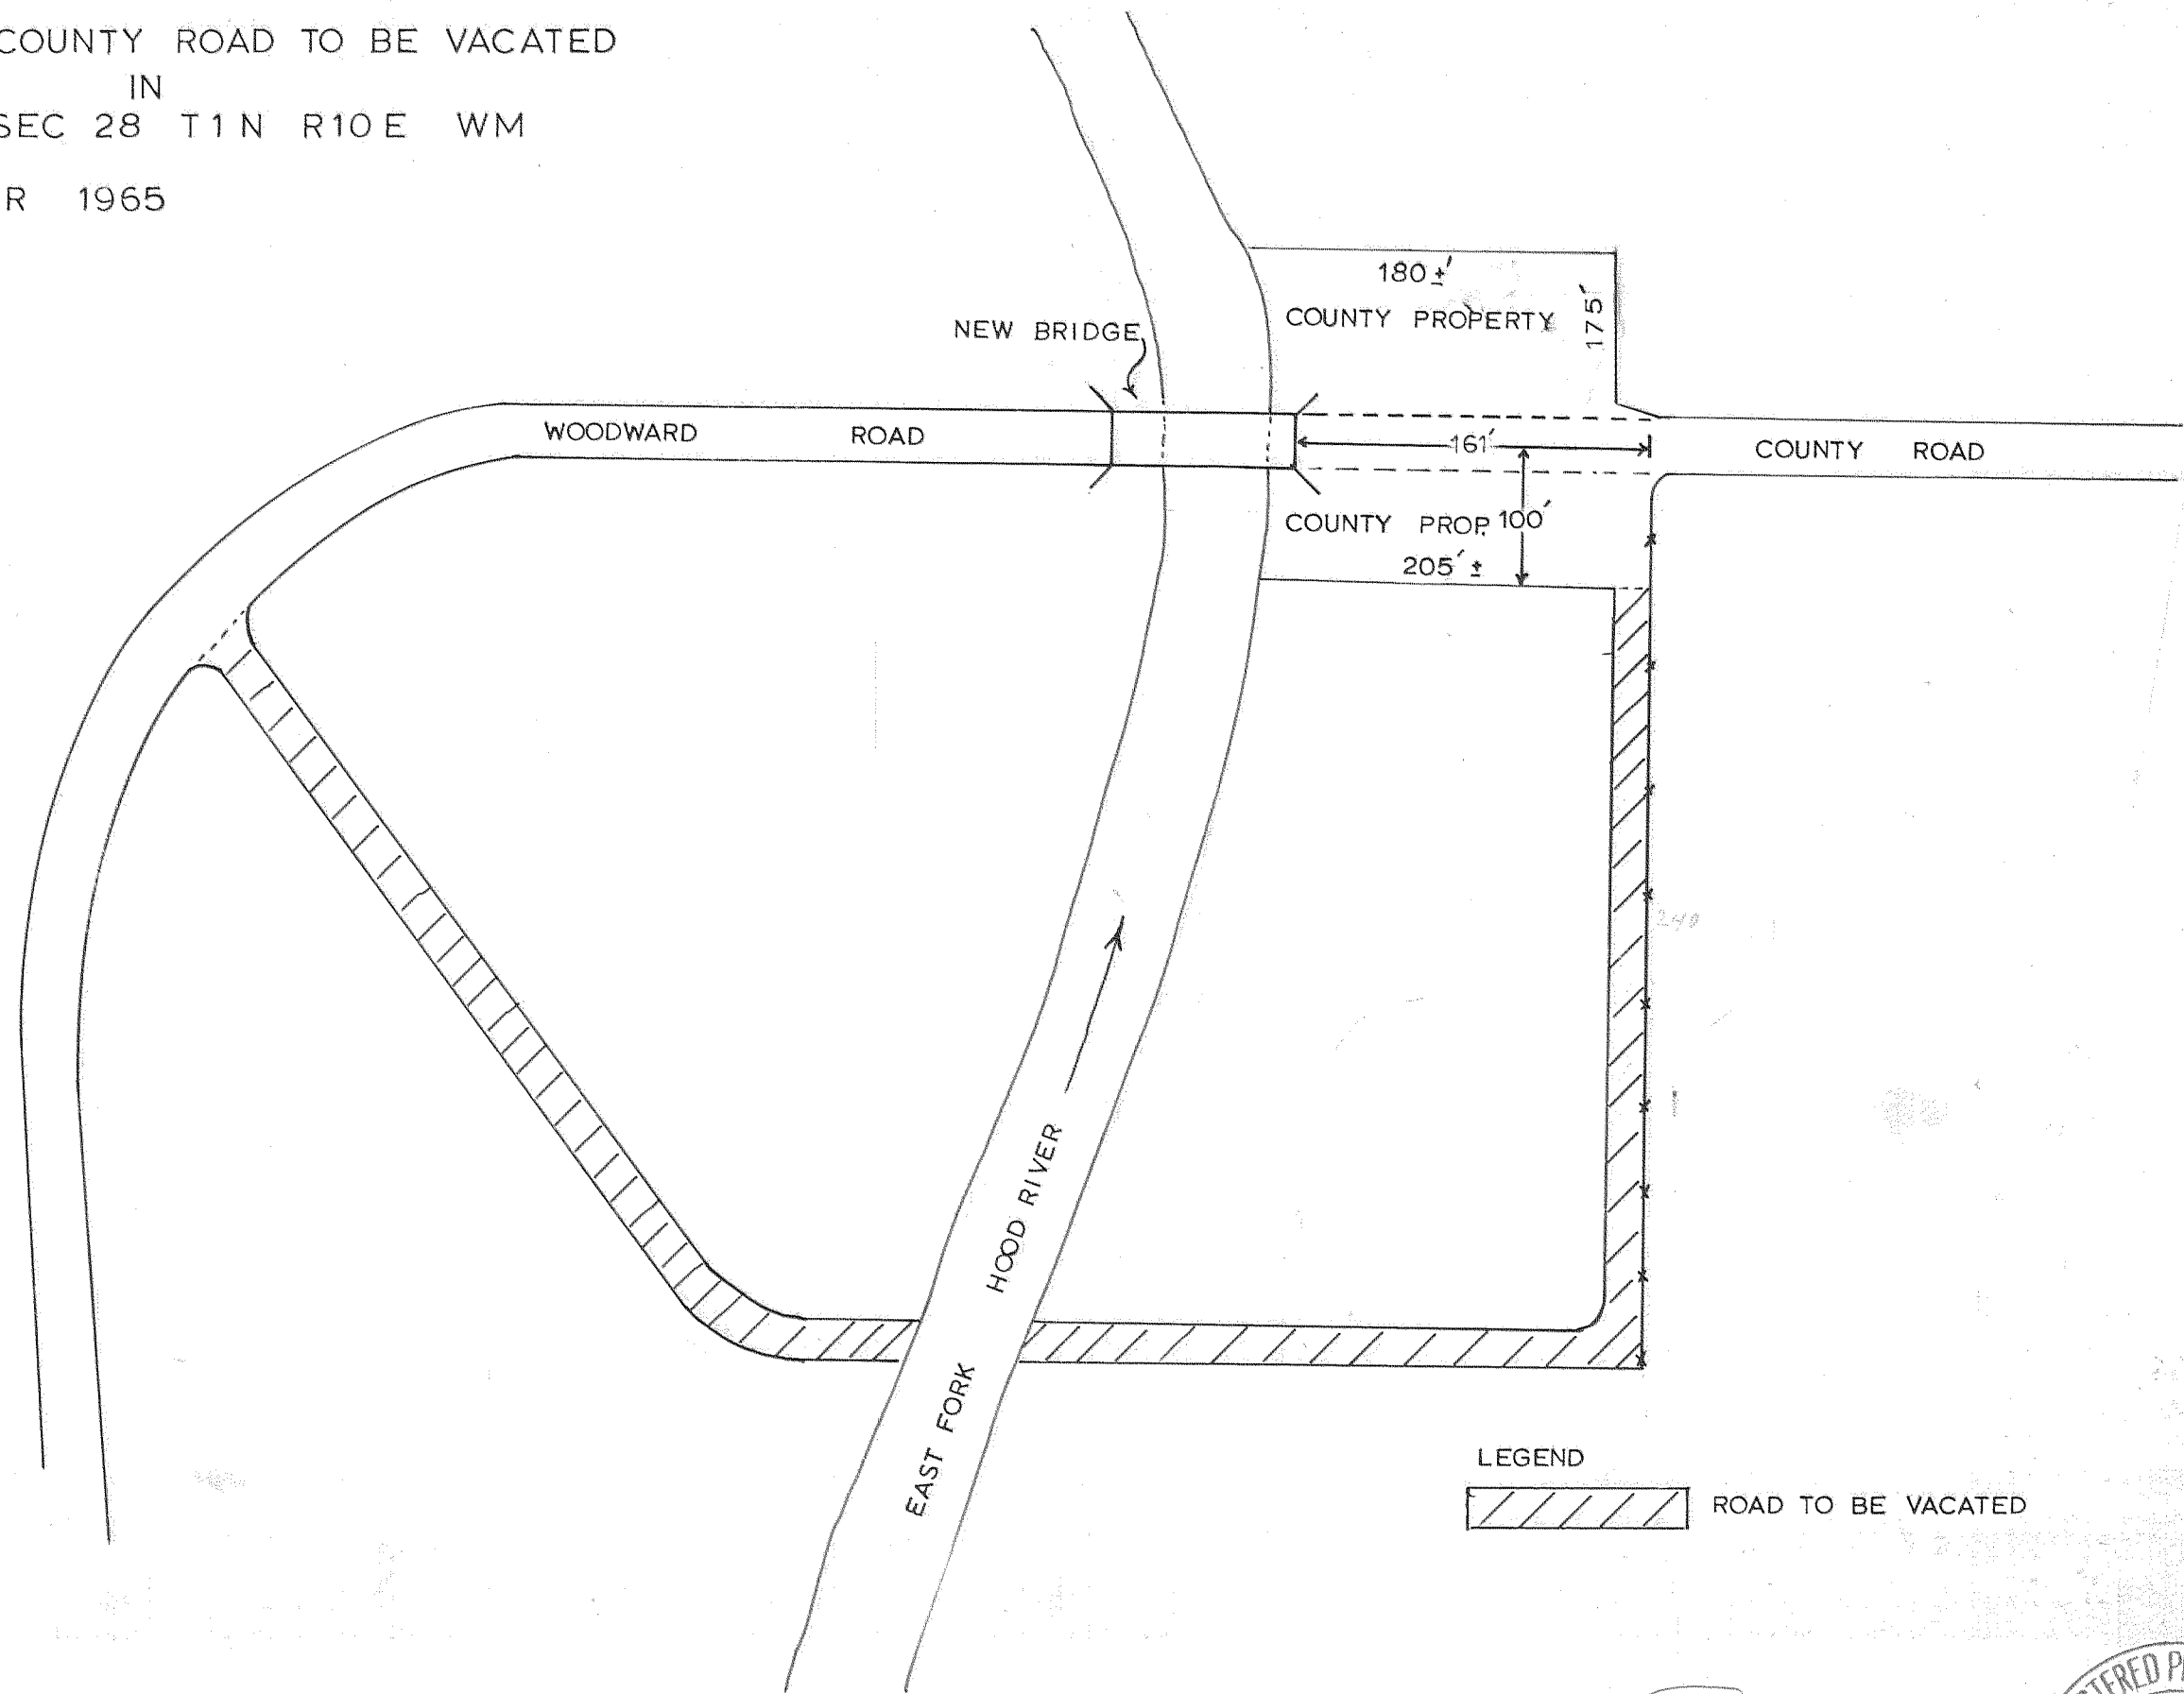 COUNTY ROAD TO BE VACATED
IN
SEC 28 T1N R10E WM
R 1965
180±'
COUNTY PROPERTY
175'
NEW BRIDGE
WOODWARD ROAD
161'
COUNTY ROAD
COUNTY PROP. 100'
205'±
240
HOOD RIVER
EAST FORK
LEGEND
ROAD TO BE VACATED